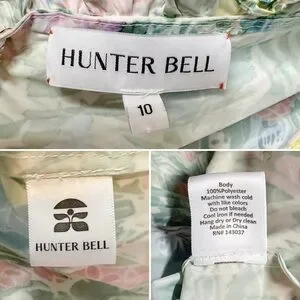 HUNTER BELL
10
HUNTER BELL
Body
100%Polyester
Machine wash cold
with like colors
Do not bleach
Cool iron if needed
Hang dry or Dry clean
Made in China
RN# 143037